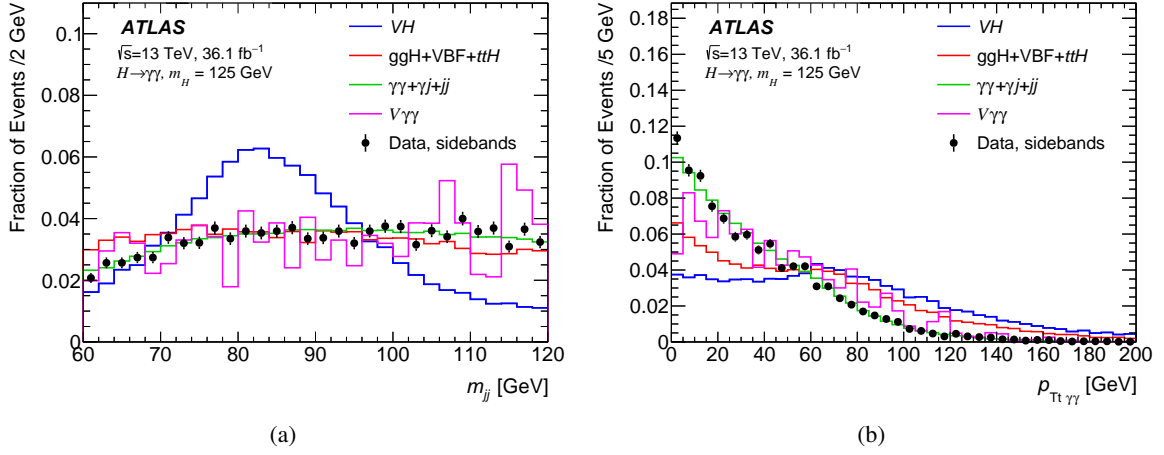 Fraction of Events /2 GeV
0.1
0.08
0.06
0.04
0.02
0
ATLAS
√s=13 TeV, 36.1 fb⁻¹
H→γγ, m_H = 125 GeV
VH
ggH+VBF+ttH
γγ+γj+jj
Vγγ
Data, sidebands
60 70 80 90 100 110 120
m_jj [GeV]
(a)
Fraction of Events /5 GeV
0.18
0.16
0.14
0.12
0.1
0.08
0.06
0.04
0.02
0
ATLAS
√s=13 TeV, 36.1 fb⁻¹
H→γγ, m_H = 125 GeV
VH
ggH+VBF+ttH
γγ+γj+jj
Vγγ
Data, sidebands
0 20 40 60 80 100 120 140 160 180 200
p_Tt γγ [GeV]
(b)